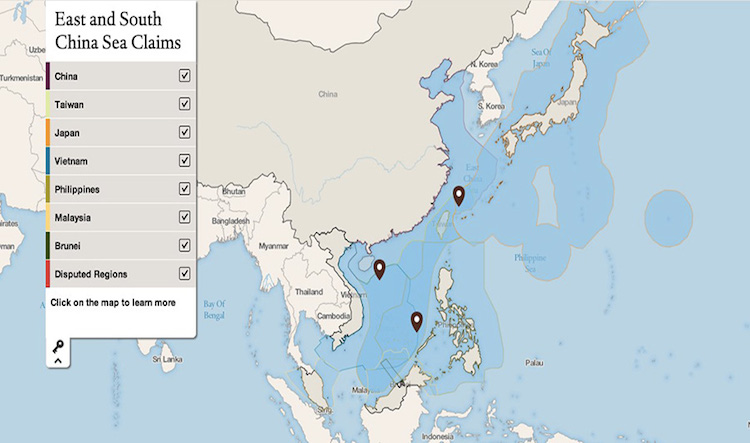 East and South
China Sea Claims
China
Taiwan
Japan
Vietnam
Philippines
Malaysia
Brunei
Disputed Regions
Click on the map to learn more
Uzbe
Turkmenistan
China
N. Korea
S. Korea
Sea Of
Japan
Japan
East
China
Bhutan
Bangladesh
Myanmar
Thailand
Vietnam
Cambodia
Bay Of
Bengal
Sri Lanka
Philippine
Sea
Palau
Malay
Indonesia